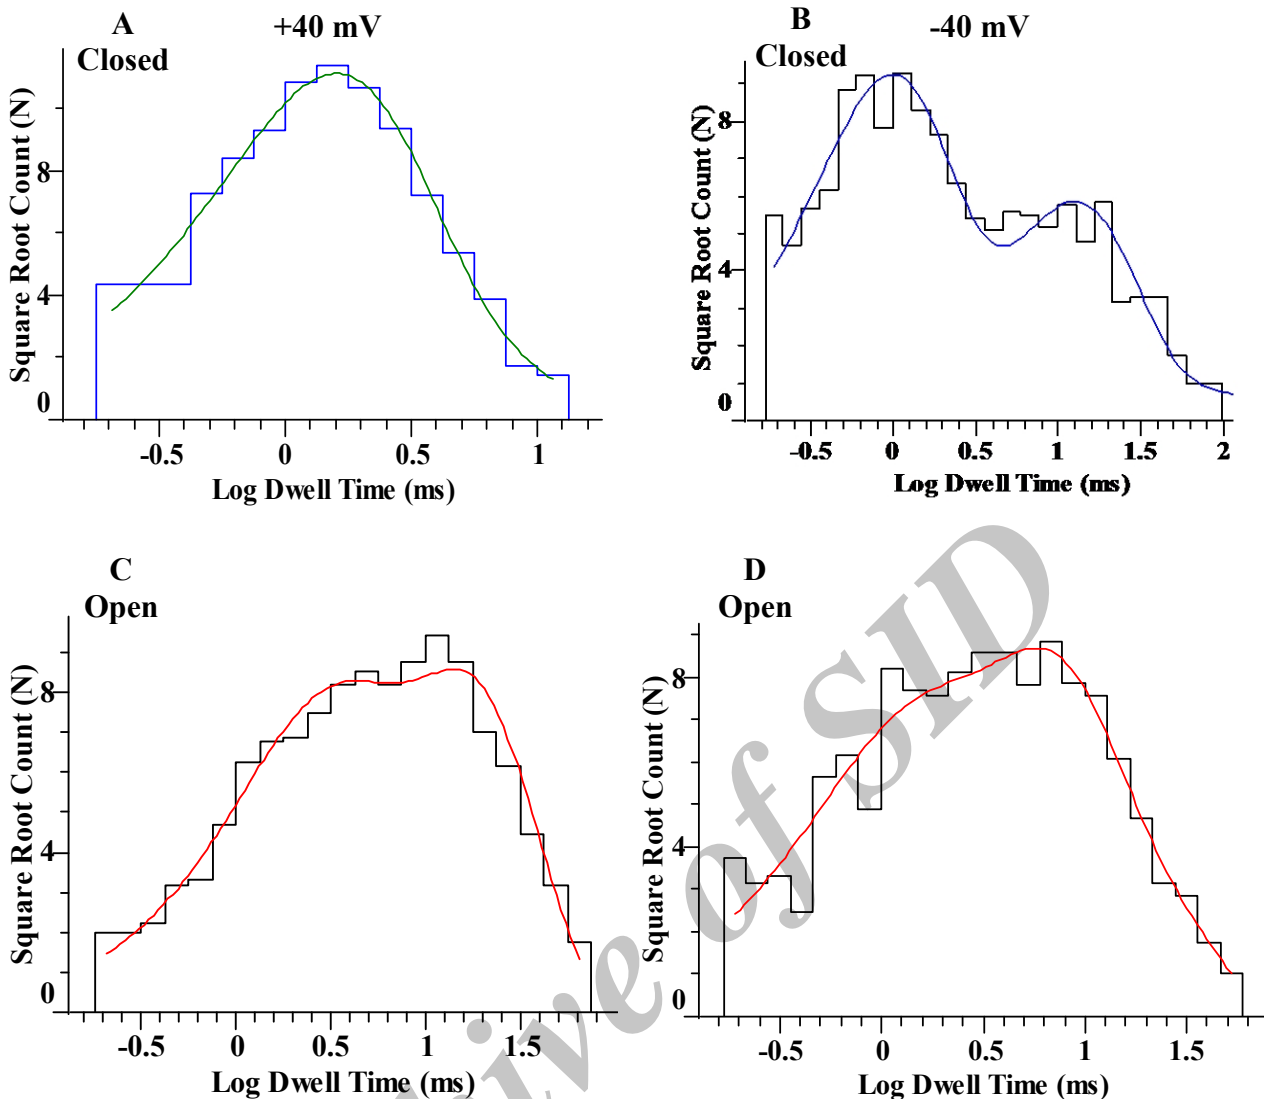 A
+40 mV
Closed
Square Root Count (N)
8
4
0
-0.5 0 0.5 1
Log Dwell Time (ms)
B
-40 mV
Closed
Square Root Count (N)
8
4
0
-0.5 0 0.5 1 1.5 2
Log Dwell Time (ms)
C
Open
Square Root Count (N)
8
4
0
-0.5 0 0.5 1 1.5
Log Dwell Time (ms)
D
Open
Square Root Count (N)
8
4
0
-0.5 0 0.5 1 1.5
Log Dwell Time (ms)
ive of SID